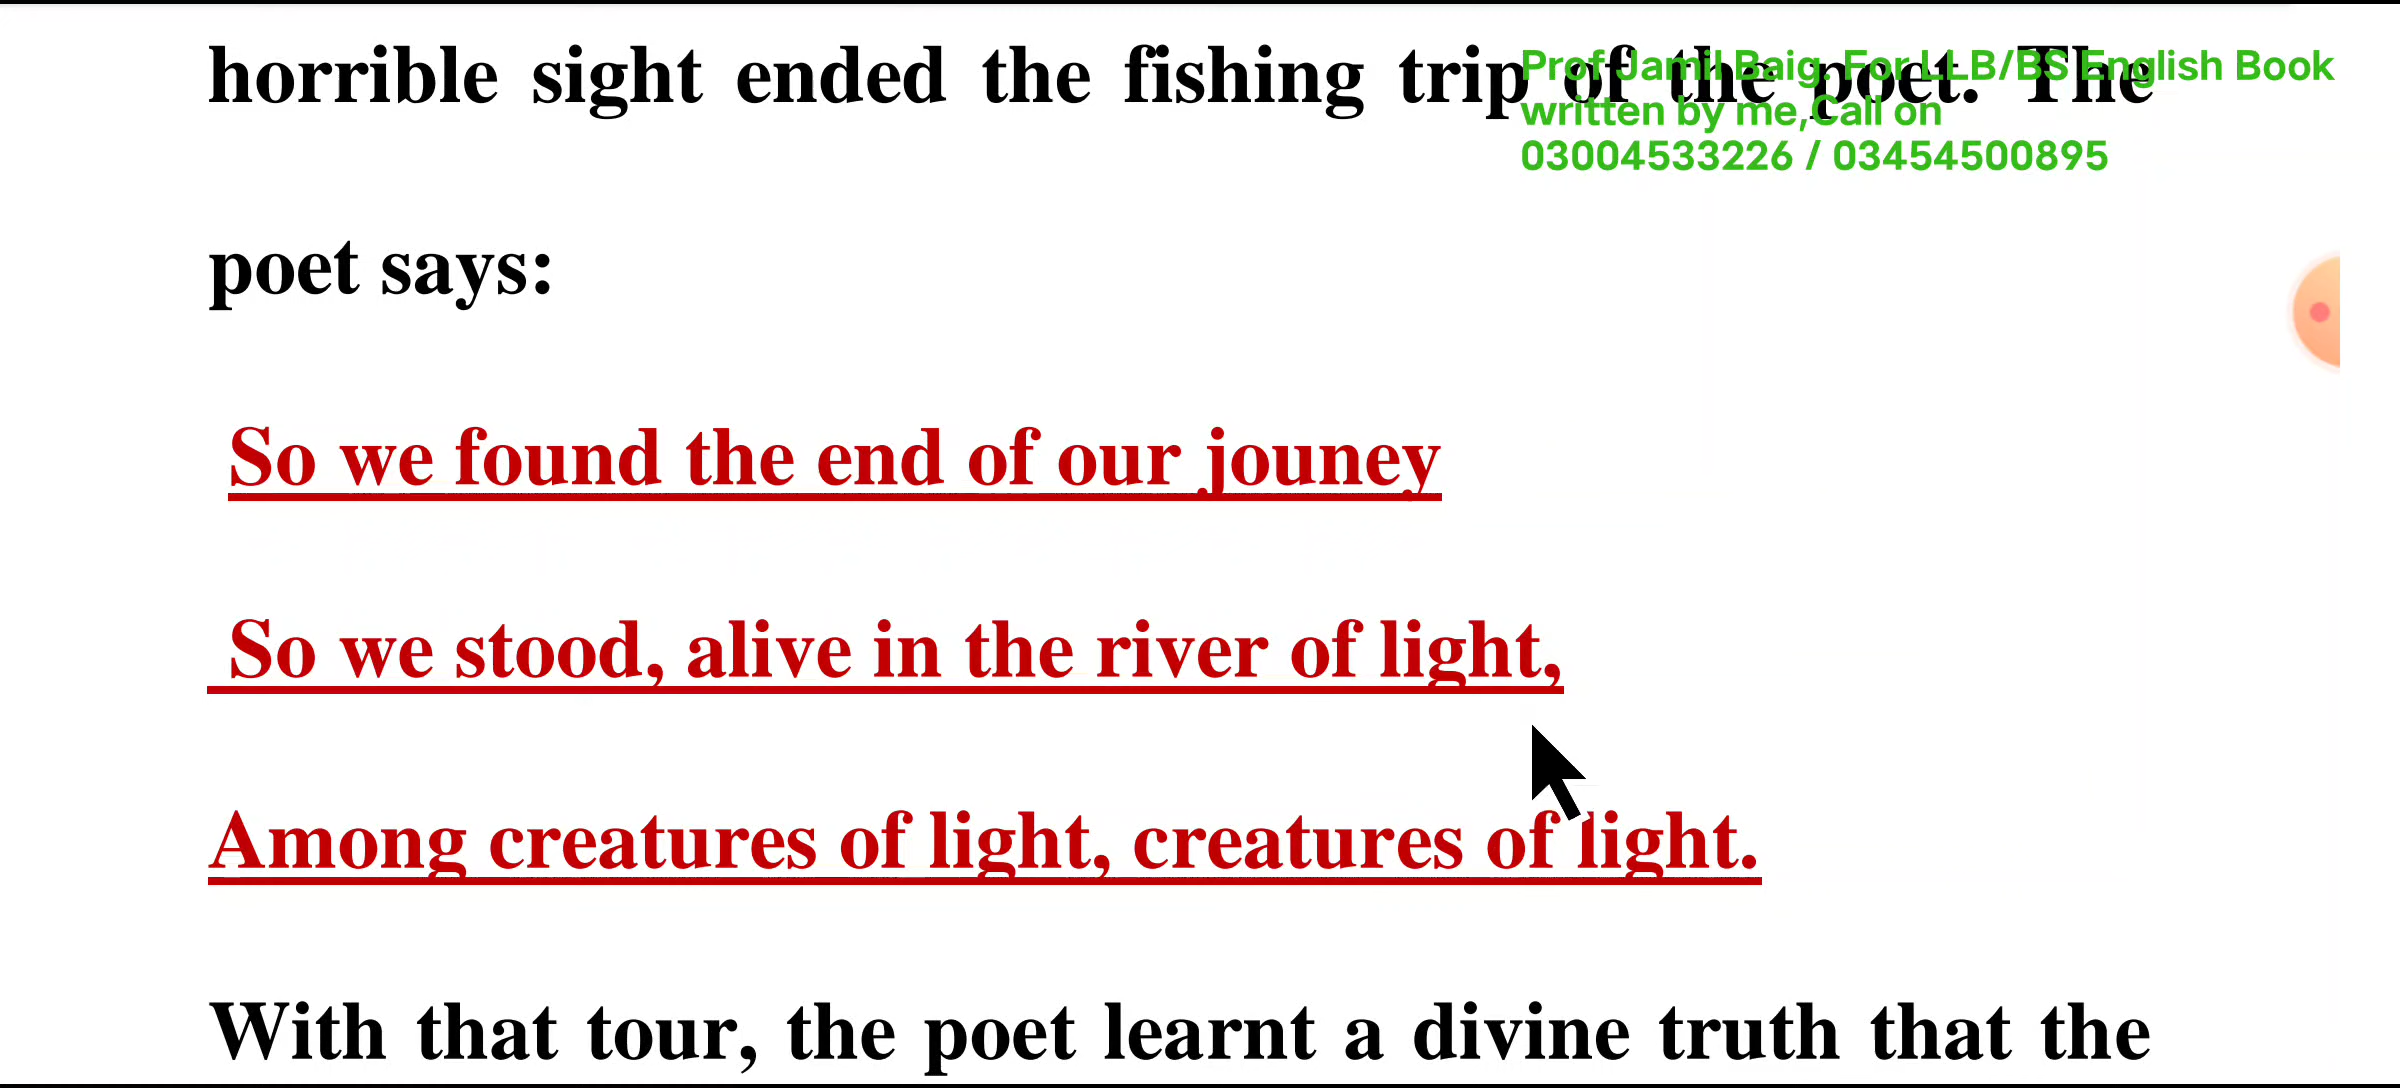 horrible sight ended the fishing trip of the poet. The
Prof Jamil Baig. For LLB/BS English Book
written by me,Call on
03004533226 / 03454500895
poet says:
So we found the end of our jouney
So we stood, alive in the river of light,
Among creatures of light, creatures of light.
With that tour, the poet learnt a divine truth that the